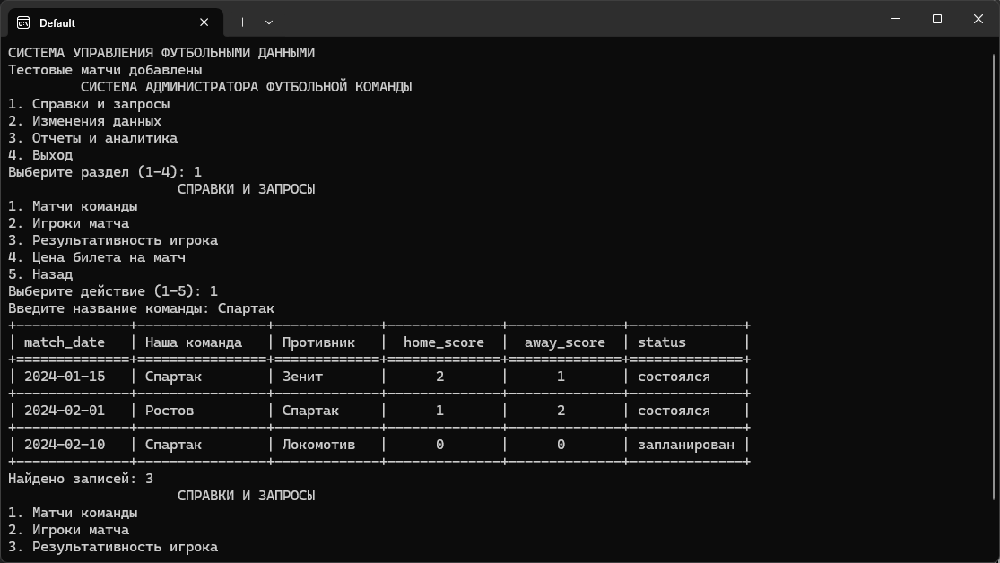 Default
СИСТЕМА УПРАВЛЕНИЯ ФУТБОЛЬНЫМИ ДАННЫМИ
Тестовые матчи добавлены
СИСТЕМА АДМИНИСТРАТОРА ФУТБОЛЬНОЙ КОМАНДЫ
1. Справки и запросы
2. Изменения данных
3. Отчеты и аналитика
4. Выход
Выберите раздел (1-4): 1
СПРАВКИ И ЗАПРОСЫ
1. Матчи команды
2. Игроки матча
3. Результативность игрока
4. Цена билета на матч
5. Назад
Выберите действие (1-5): 1
Введите название команды: Спартак
+--------------+----------------+-------------+--------------+--------------+--------------+
| match_date   | Наша команда   | Противник   |  home_score  |  away_score  | status       |
+==============+================+=============+==============+==============+==============+
| 2024-01-15   | Спартак        | Зенит       |      2       |      1       | состоялся    |
+--------------+----------------+-------------+--------------+--------------+--------------+
| 2024-02-01   | Ростов         | Спартак     |      1       |      2       | состоялся    |
+--------------+----------------+-------------+--------------+--------------+--------------+
| 2024-02-10   | Спартак        | Локомотив   |      0       |      0       | запланирован |
+--------------+----------------+-------------+--------------+--------------+--------------+
Найдено записей: 3
СПРАВКИ И ЗАПРОСЫ
1. Матчи команды
2. Игроки матча
3. Результативность игрока